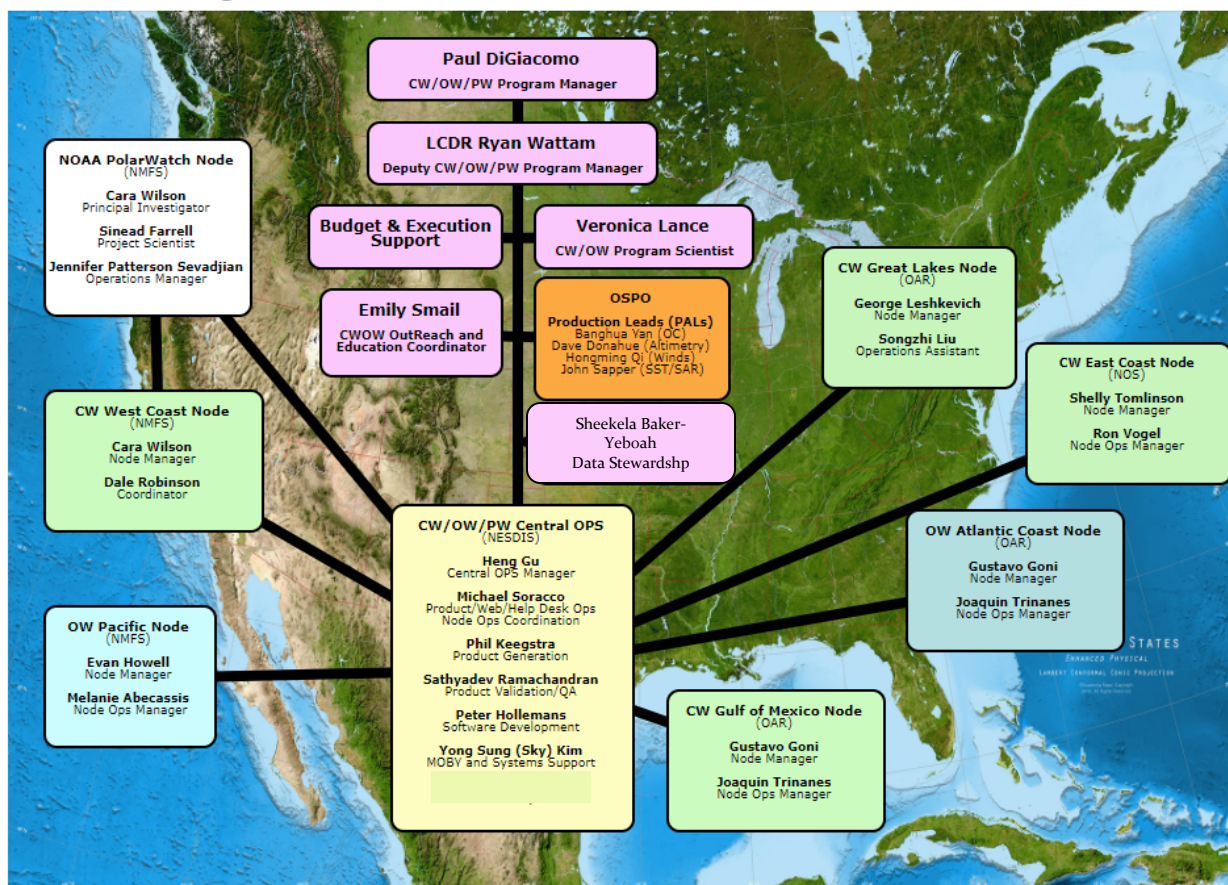 Paul DiGiacomo
CW/OW/PW Program Manager
LCDR Ryan Wattam
Deputy CW/OW/PW Program Manager
Budget & Execution
Support
Veronica Lance
CW/OW Program Scientist
Emily Smail
CWOW OutReach and
Education Coordinator
OSPO
Production Leads (PALs)
Banghua Yan (OC)
Dave Donahue (Altimetry)
Hongming Qi (Winds)
John Sapper (SST/SAR)
Sheekela Baker-
Yeboah
Data Stewardshp
NOAA PolarWatch Node
(NMFS)
Cara Wilson
Principal Investigator
Sinead Farrell
Project Scientist
Jennifer Patterson Sevadjian
Operations Manager
CW West Coast Node
(NMFS)
Cara Wilson
Node Manager
Dale Robinson
Coordinator
OW Pacific Node
(NMFS)
Evan Howell
Node Manager
Melanie Abecassis
Node Ops Manager
CW/OW/PW Central OPS
(NESDIS)
Heng Gu
Central OPS Manager
Michael Soracco
Product/Web/Help Desk Ops
Node Ops Coordination
Phil Keegstra
Product Generation
Sathyadev Ramachandran
Product Validation/QA
Peter Hollemans
Software Development
Yong Sung (Sky) Kim
MOBY and Systems Support
CW Great Lakes Node
(OAR)
George Leshkevich
Node Manager
Songzhi Liu
Operations Assistant
CW East Coast Node
(NOS)
Shelly Tomlinson
Node Manager
Ron Vogel
Node Ops Manager
OW Atlantic Coast Node
(OAR)
Gustavo Goni
Node Manager
Joaquin Trinanes
Node Ops Manager
CW Gulf of Mexico Node
(OAR)
Gustavo Goni
Node Manager
Joaquin Trinanes
Node Ops Manager
States
Enhanced Physical
Lambert Conformal Conic Projection